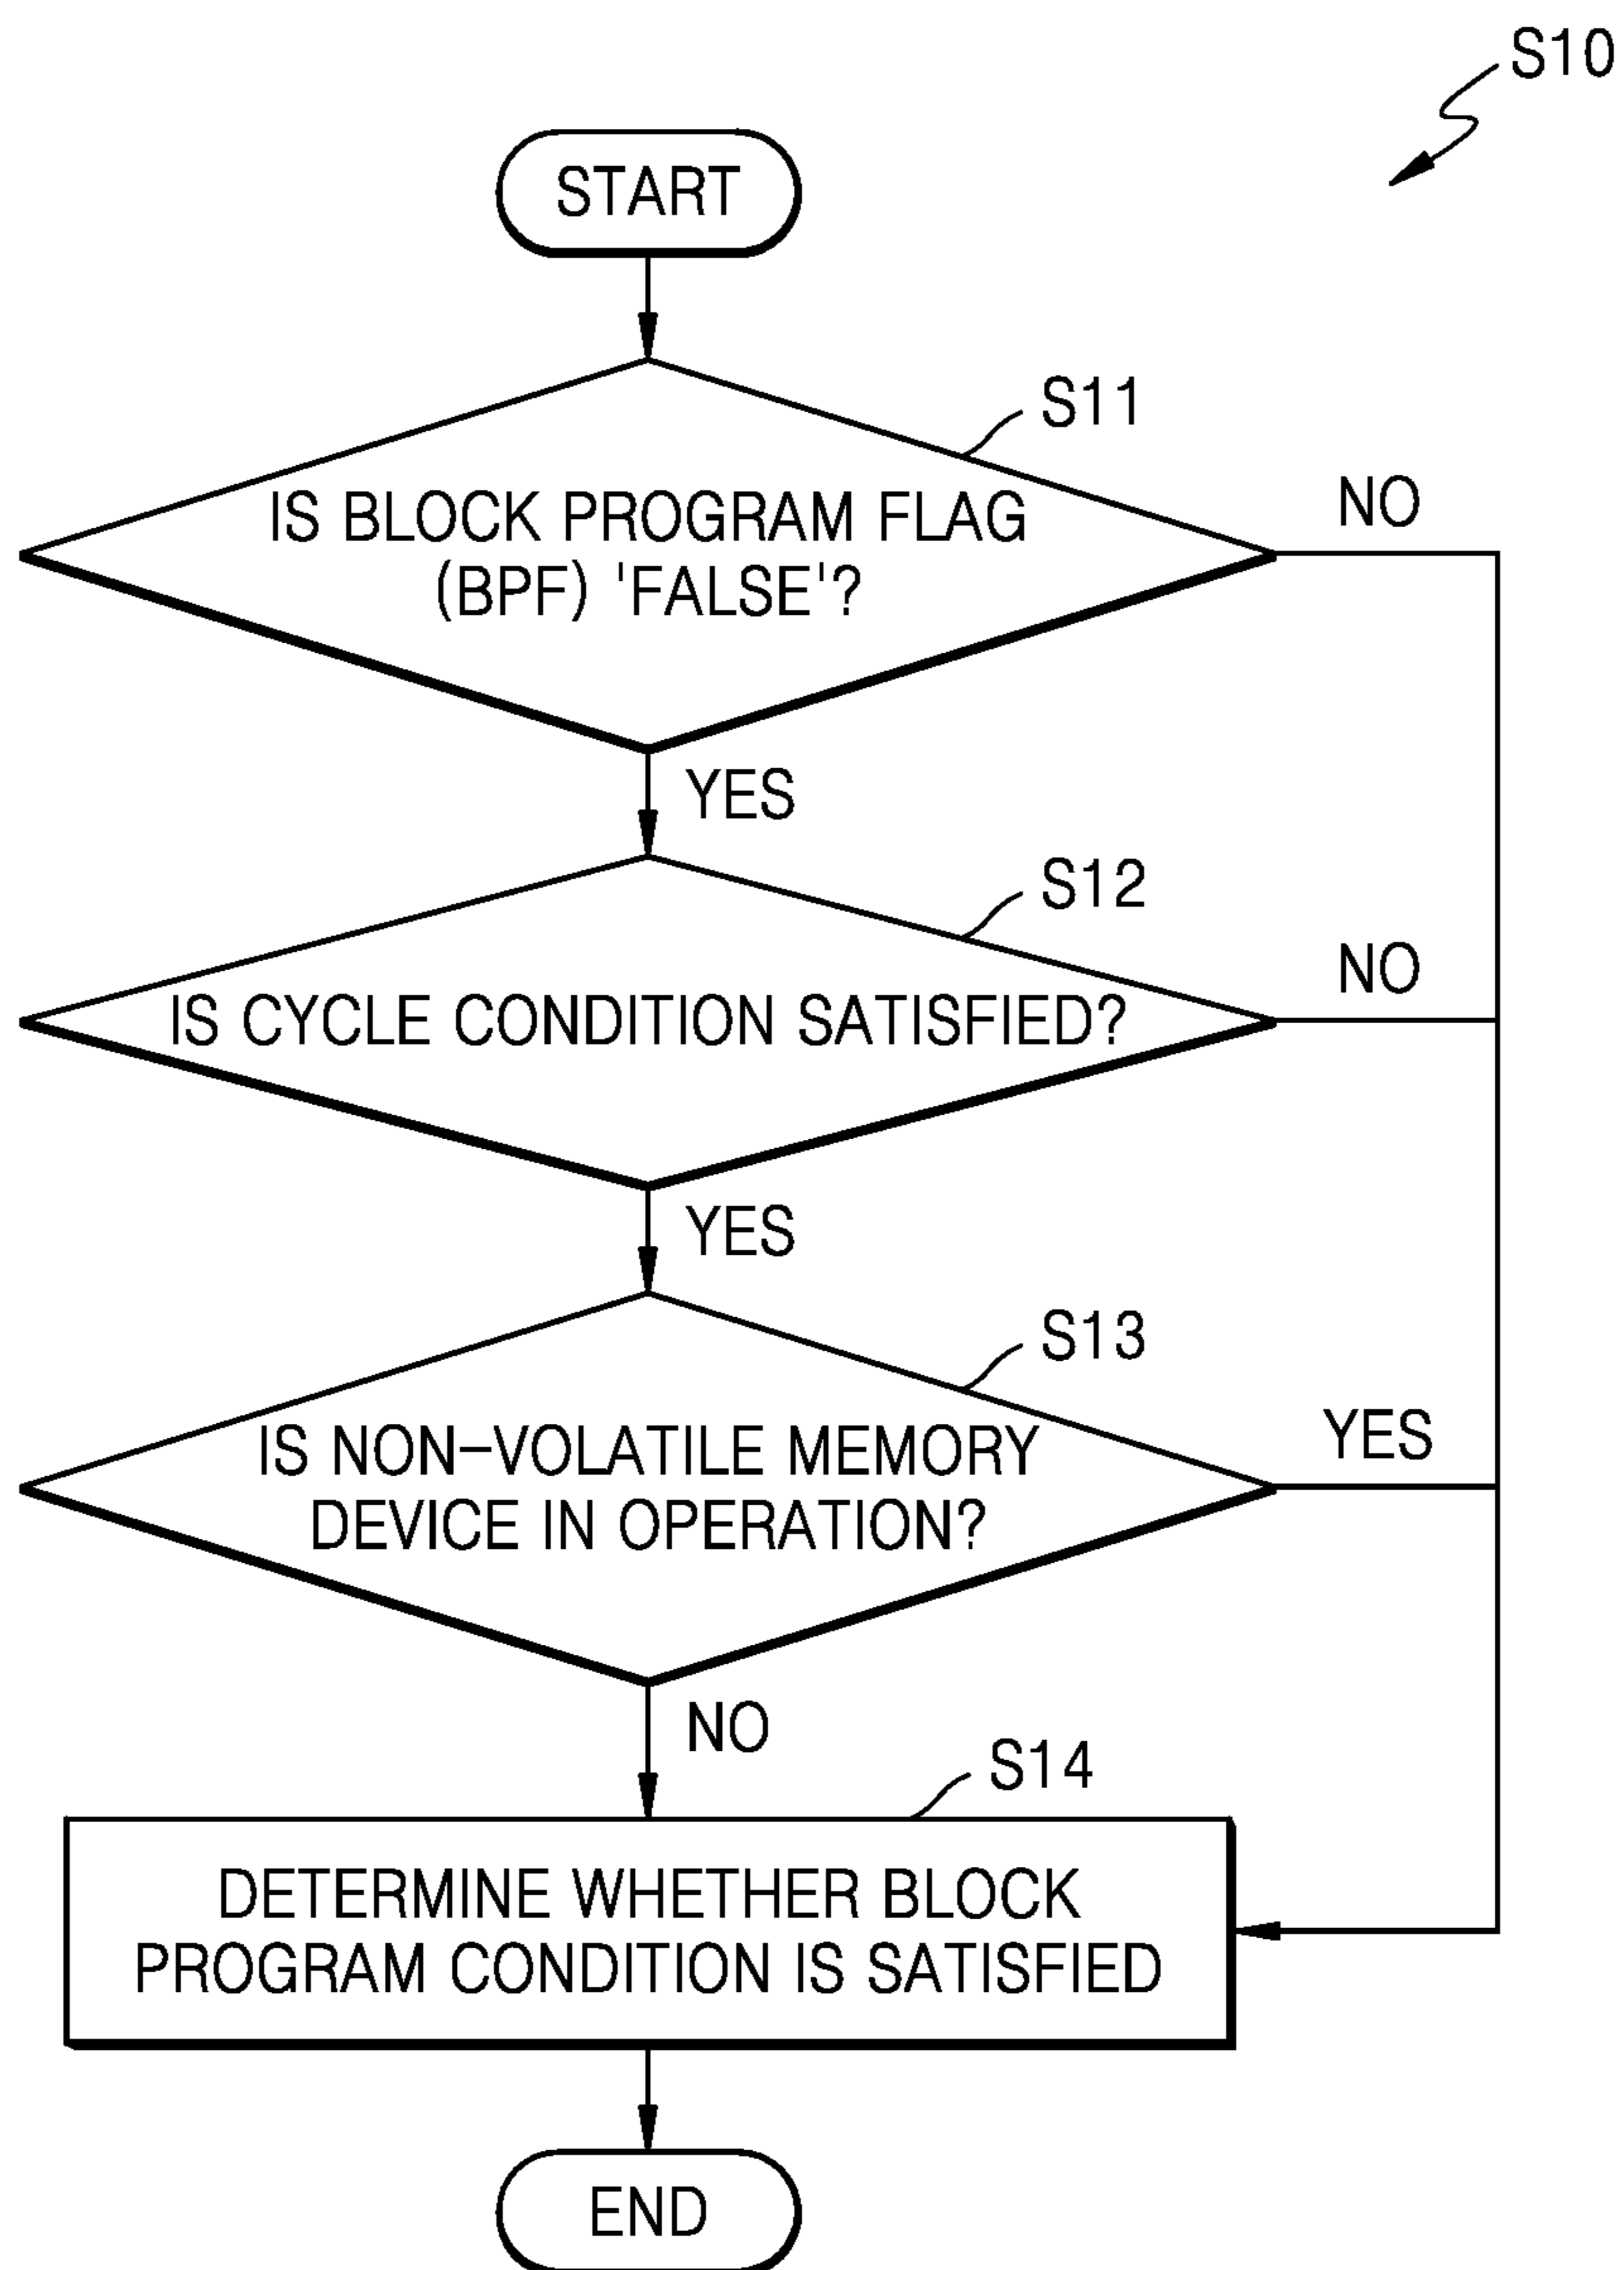 S10
START
S11
IS BLOCK PROGRAM FLAG
(BPF) 'FALSE'?
NO
YES
S12
IS CYCLE CONDITION SATISFIED?
NO
YES
S13
IS NON-VOLATILE MEMORY
DEVICE IN OPERATION?
YES
NO
S14
DETERMINE WHETHER BLOCK
PROGRAM CONDITION IS SATISFIED
END